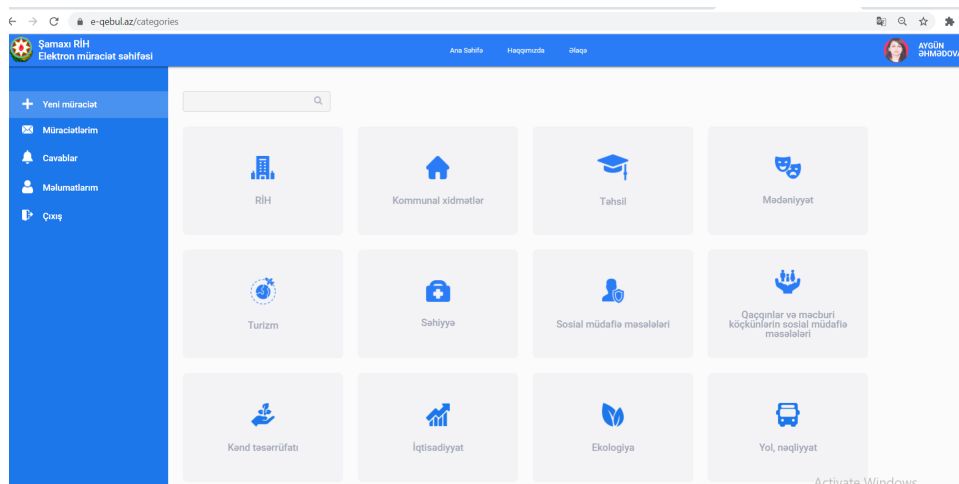 e-qebul.az/categories
Şamaxı RİH
Elektron müraciət səhifəsi
Ana Səhifə
Haqqımızda
Əlaqə
AYGÜN
ƏHMƏDOVA
Yeni müraciət
Müraciətlərim
Cavablar
Məlumatlarım
Çıxış
RİH
Kommunal xidmətlər
Təhsil
Mədəniyyət
Turizm
Səhiyyə
Sosial müdafiə məsələləri
Qaçqınlar və məcburi
köçkünlərin sosial müdafiə
məsələləri
Kənd təsərrüfatı
İqtisadiyyat
Ekologiya
Yol, nəqliyyat
Activate Windows